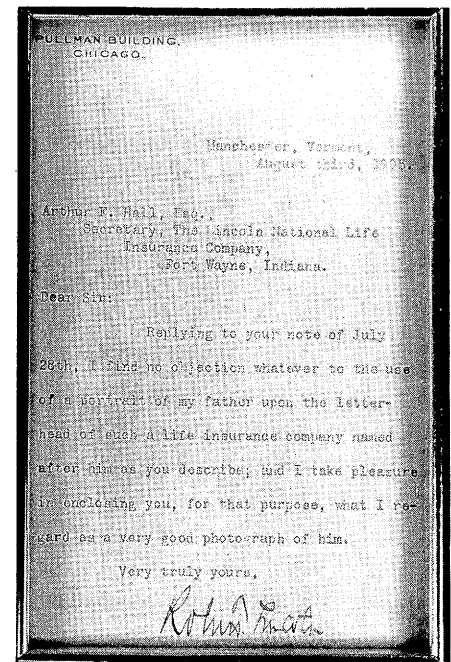 PULLMAN BUILDING,
CHICAGO.
Manchester, Vermont,
August third, 1905.
Arthur F. Hall, Esq.,
Secretary, The Lincoln National Life
Insurance Company,
Fort Wayne, Indiana.
Dear Sir:
Replying to your note of July
28th, I find no objection whatever to the use
of a portrait of my father upon the letter-
head of such a life insurance company named
after him as you describe; and I take pleasure
in enclosing you, for that purpose, what I re-
gard as a very good photograph of him.
Very truly yours,
Robert Lincoln